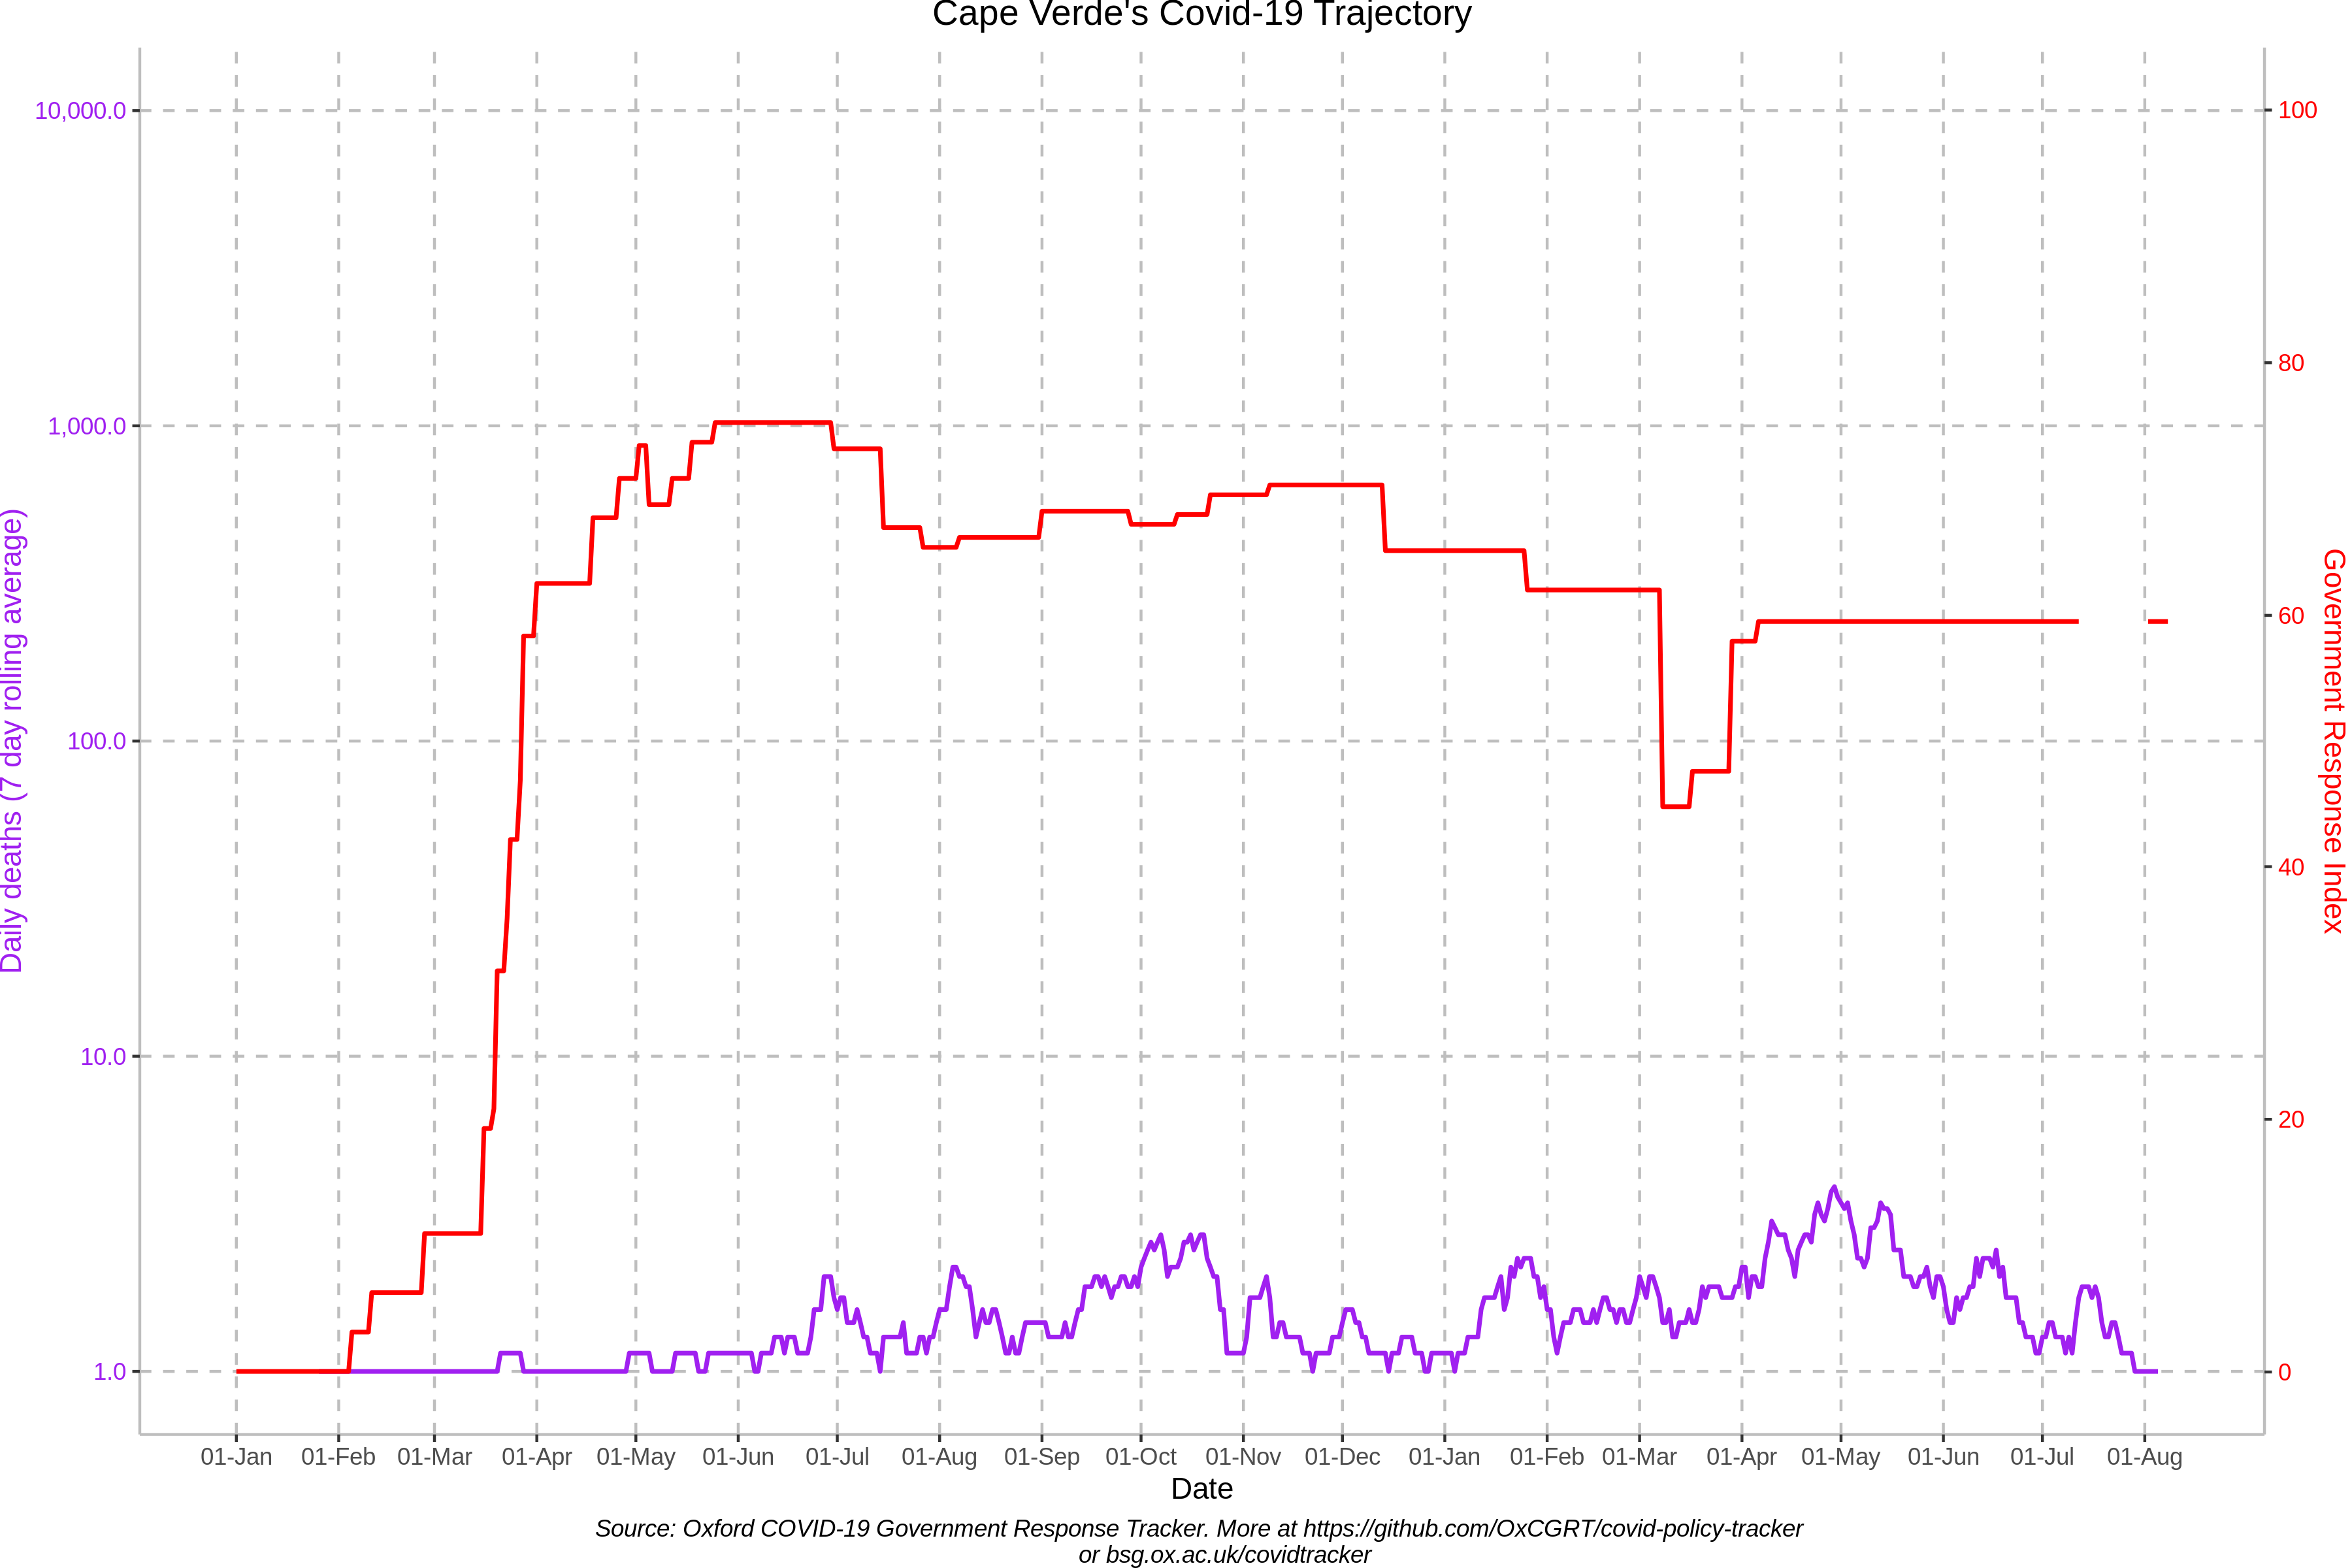 Cape Verde's Covid-19 Trajectory
10,000.0
1,000.0
100.0
10.0
1.0
Daily deaths (7 day rolling average)
100
80
60
40
20
0
Government Response Index
01-Jan 01-Feb 01-Mar 01-Apr 01-May 01-Jun 01-Jul 01-Aug 01-Sep 01-Oct 01-Nov 01-Dec 01-Jan 01-Feb 01-Mar 01-Apr 01-May 01-Jun 01-Jul 01-Aug
Date
Source: Oxford COVID-19 Government Response Tracker. More at https://github.com/OxCGRT/covid-policy-tracker
or bsg.ox.ac.uk/covidtracker